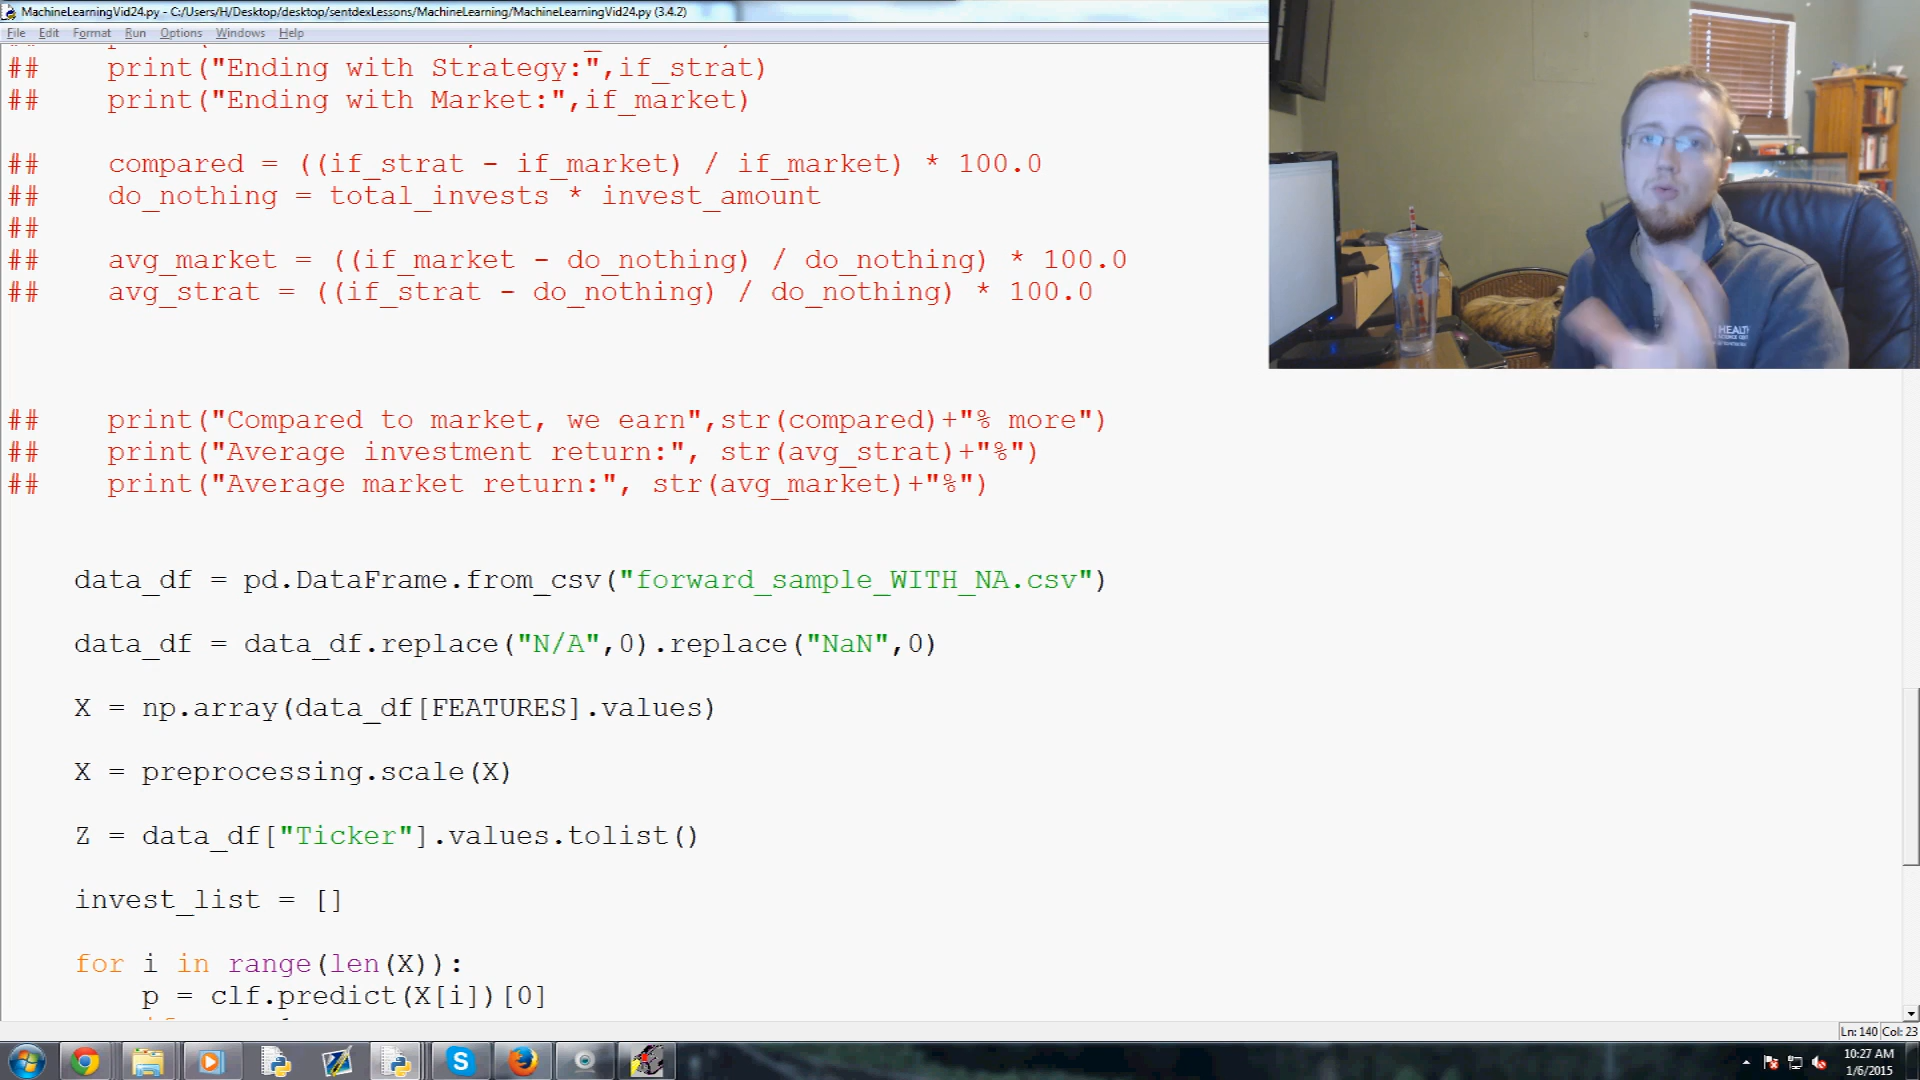 MachineLearningVid24.py - C:/Users/H/Desktop/desktop/sentdexLessons/MachineLearning/MachineLearningVid24.py (3.4.2)
File Edit Format Run Options Windows Help
##    print("Ending with Strategy:",if_strat)
##    print("Ending with Market:",if_market)
##    compared = ((if_strat - if_market) / if_market) * 100.0
##    do_nothing = total_invests * invest_amount
##
##    avg_market = ((if_market - do_nothing) / do_nothing) * 100.0
##    avg_strat = ((if_strat - do_nothing) / do_nothing) * 100.0
##    print("Compared to market, we earn",str(compared)+"% more")
##    print("Average investment return:", str(avg_strat)+"%")
##    print("Average market return:", str(avg_market)+"%")
data_df = pd.DataFrame.from_csv("forward_sample_WITH_NA.csv")
data_df = data_df.replace("N/A",0).replace("NaN",0)
X = np.array(data_df[FEATURES].values)
X = preprocessing.scale(X)
Z = data_df["Ticker"].values.tolist()
invest_list = []
for i in range(len(X)):
p = clf.predict(X[i])[0]
HEALTH
Ln: 140 Col: 23
10:27 AM
1/6/2015